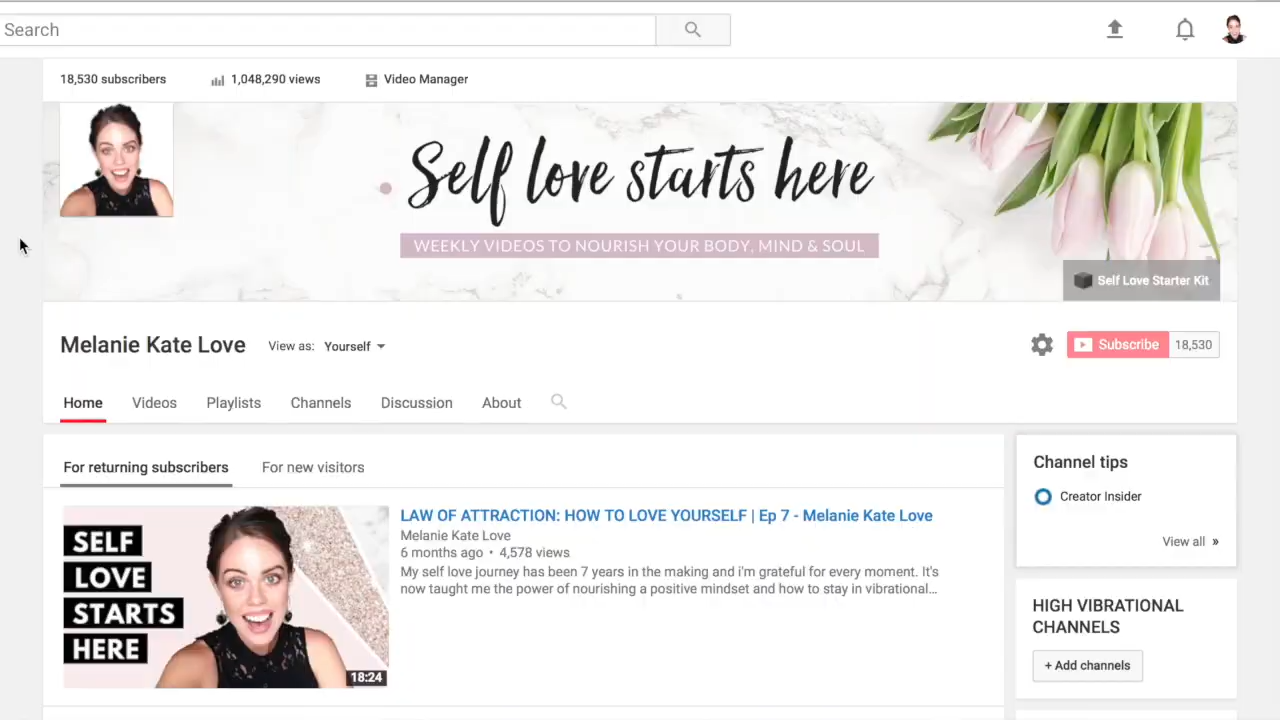 Search
18,530 subscribers
1,048,290 views
Video Manager
Self love starts here
WEEKLY VIDEOS TO NOURISH YOUR BODY, MIND & SOUL
Self Love Starter Kit
Melanie Kate Love
View as: Yourself
Subscribe 18,530
Home Videos Playlists Channels Discussion About
For returning subscribers For new visitors
SELF
LOVE
STARTS
HERE
18:24
LAW OF ATTRACTION: HOW TO LOVE YOURSELF | Ep 7 - Melanie Kate Love
Melanie Kate Love
6 months ago • 4,578 views
My self love journey has been 7 years in the making and i'm grateful for every moment. It's
now taught me the power of nourishing a positive mindset and how to stay in vibrational...
Channel tips
Creator Insider
View all »
HIGH VIBRATIONAL
CHANNELS
+ Add channels